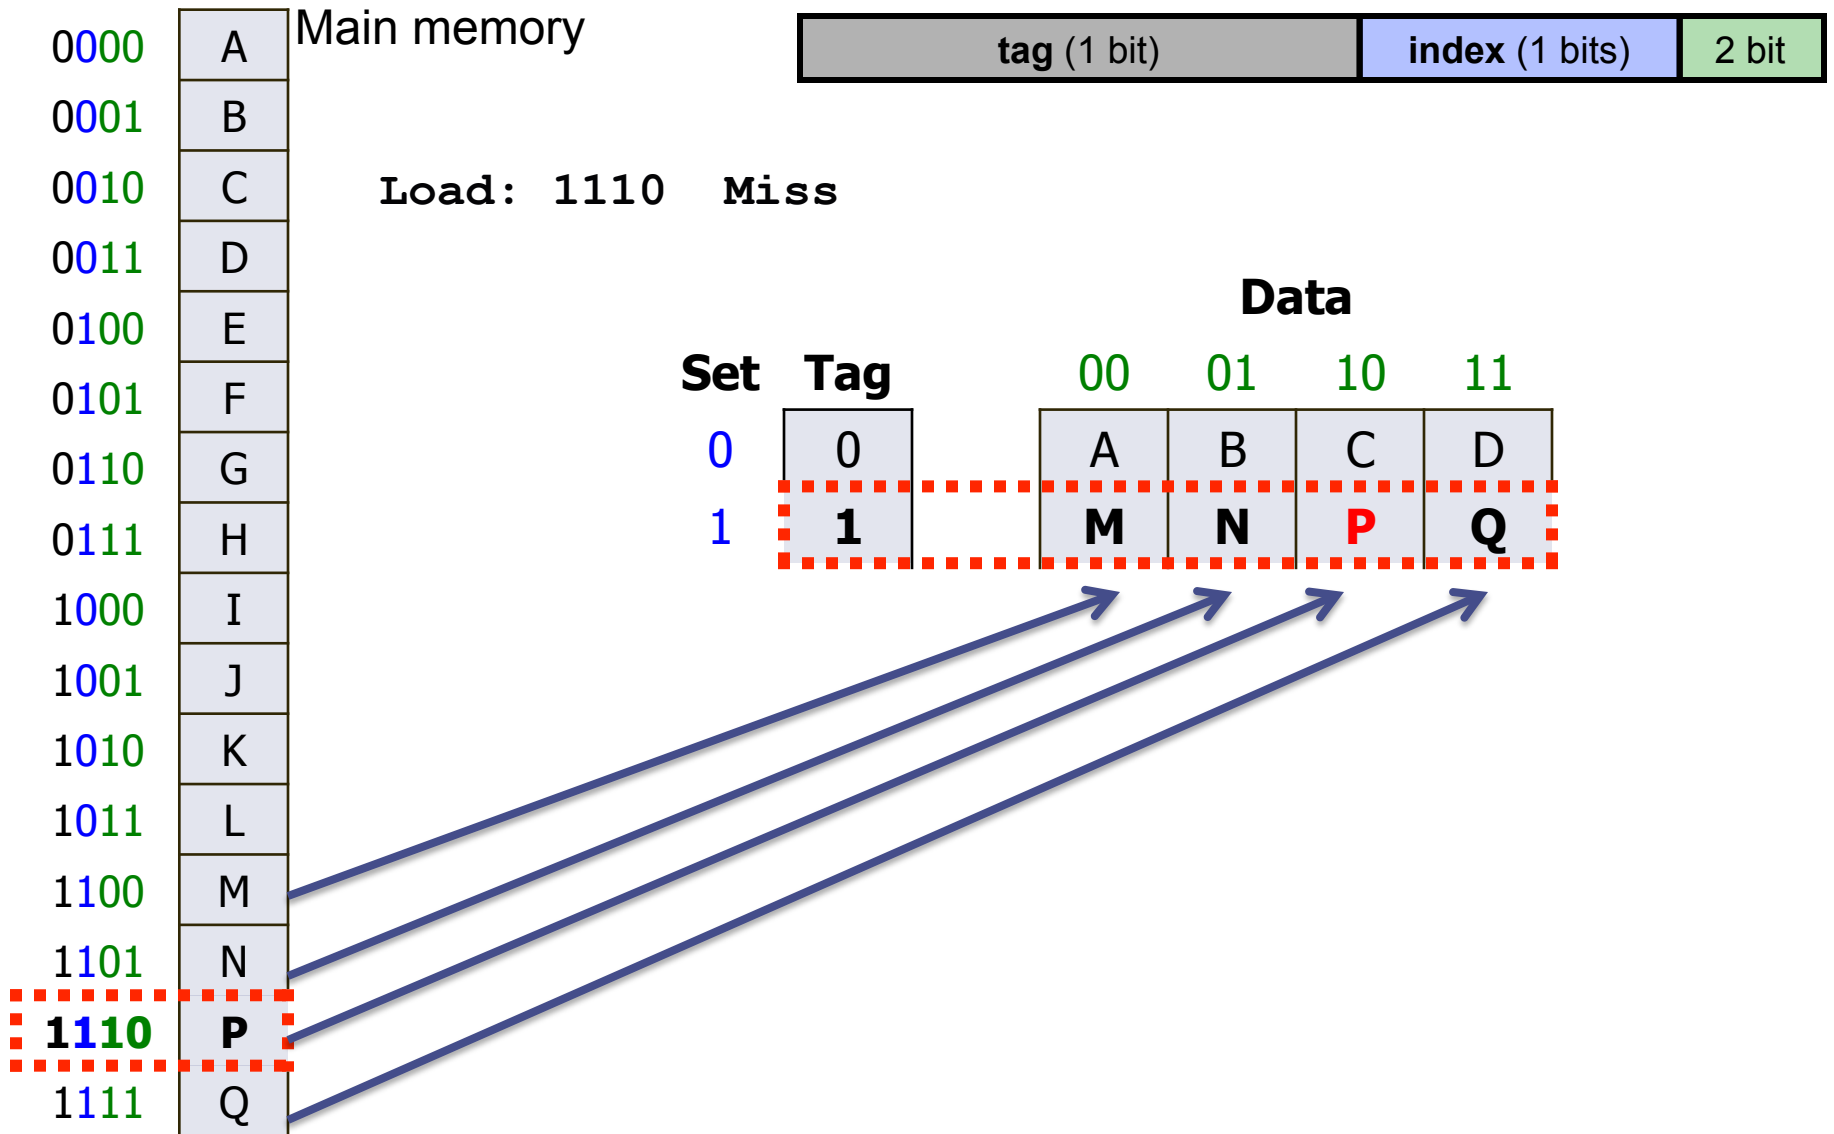 Main memory
tag (1 bit) index (1 bits) 2 bit
0000 A
0001 B
0010 C
Load: 1110 Miss
0011 D
Data
0100 E
Set Tag 00 01 10 11
0101 F
0 0 A B C D
0110 G
1 1 M N P Q
0111 H
1000 I
1001 J
1010 K
1011 L
1100 M
1101 N
1110 P
1111 Q